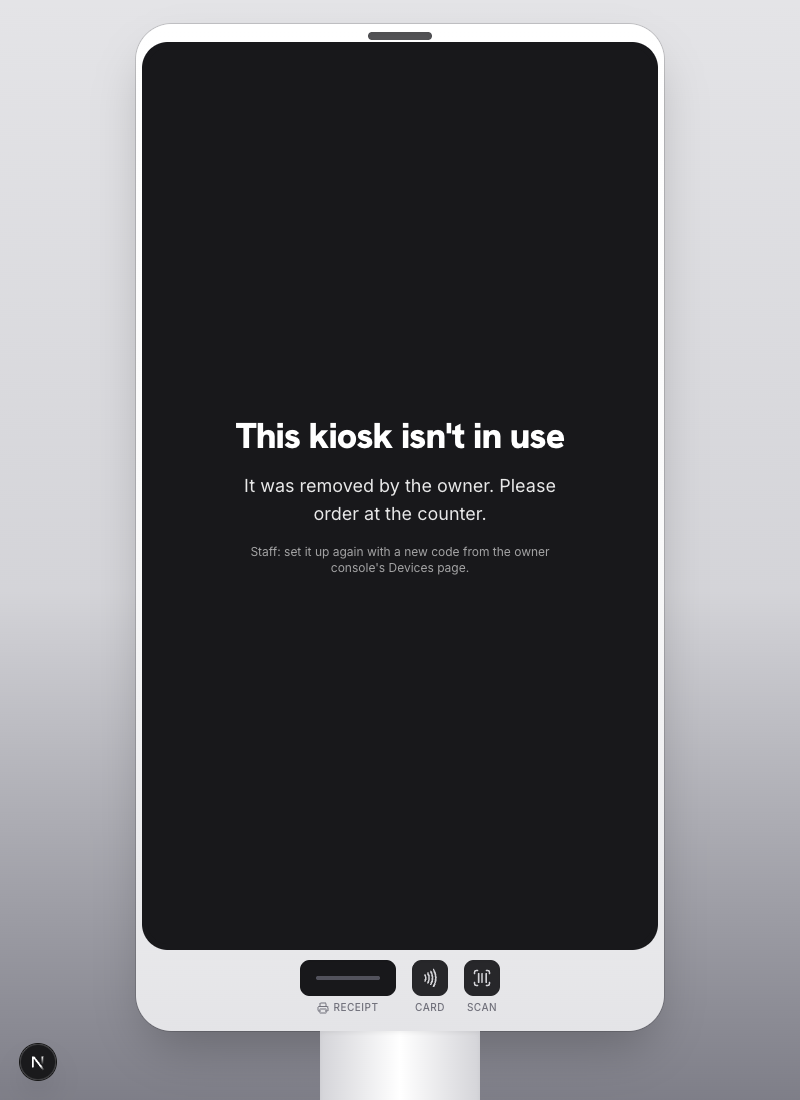 This kiosk isn't in use
It was removed by the owner. Please
order at the counter.
Staff: set it up again with a new code from the owner
console's Devices page.
RECEIPT
CARD
SCAN
N